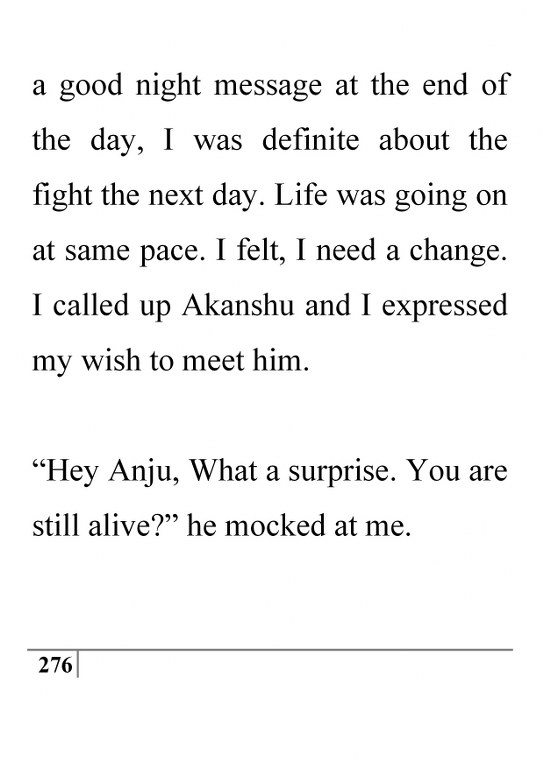 a good night message at the end of
the day, I was definite about the
fight the next day. Life was going on
at same pace. I felt, I need a change.
I called up Akanshu and I expressed
my wish to meet him.
“Hey Anju, What a surprise. You are
still alive?” he mocked at me.
276